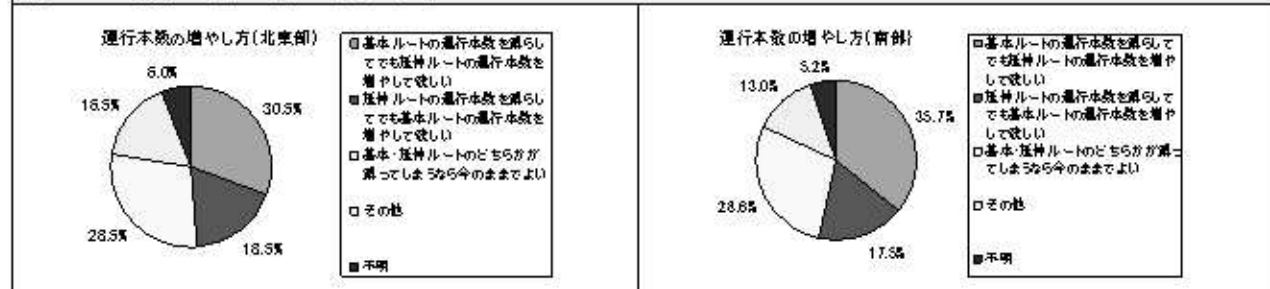 運行本数の増やし方(北東部)
6.0%
16.5%
30.5%
28.5%
18.5%
基本ルートの運行本数を減らし
てでも延伸ルートの運行本数を
増やして欲しい
延伸ルートの運行本数を減らし
てでも基本ルートの運行本数を
増やして欲しい
基本・延伸ルートのどちらかが
減ってしまうなら今のままでよい
その他
不明
運行本数の増やし方(南部)
5.2%
13.0%
35.7%
28.6%
17.5%
基本ルートの運行本数を減らして
でも延伸ルートの運行本数を増や
して欲しい
延伸ルートの運行本数を減らして
でも基本ルートの運行本数を増や
して欲しい
基本・延伸ルートのどちらかが減っ
てしまうなら今のままでよい
その他
不明